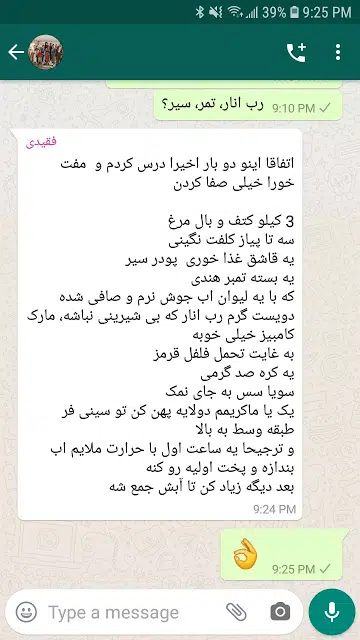 39% 9:25 PM
رب انار، تمر، سیر؟
9:10 PM
فقیدی
اتفاقا اینو دو بار اخیرا درس کردم و مفت
خورا خیلی صفا کردن
3 کیلو کتف و بال مرغ
سه تا پیاز کلفت نگینی
یه قاشق غذا خوری پودر سیر
یه بسته تمبر هندی
که با یه لیوان اب جوش نرم و صافی شده
دویست گرم رب انار که بی شیرینی نباشه، مارک
کامبیز خیلی خوبه
به غایت تحمل فلفل قرمز
یه کره صد گرمی
سویا سس به جای نمک
یک یا ماکریمم دولایه پهن کن تو سینی فر
طبقه وسط به بالا
و ترجیحا یه ساعت اول با حرارت ملایم اب
بندازه و پخت اولیه رو کنه
بعد دیگه زیاد کن تا آبش جمع شه
9:24 PM
9:25 PM
Type a message